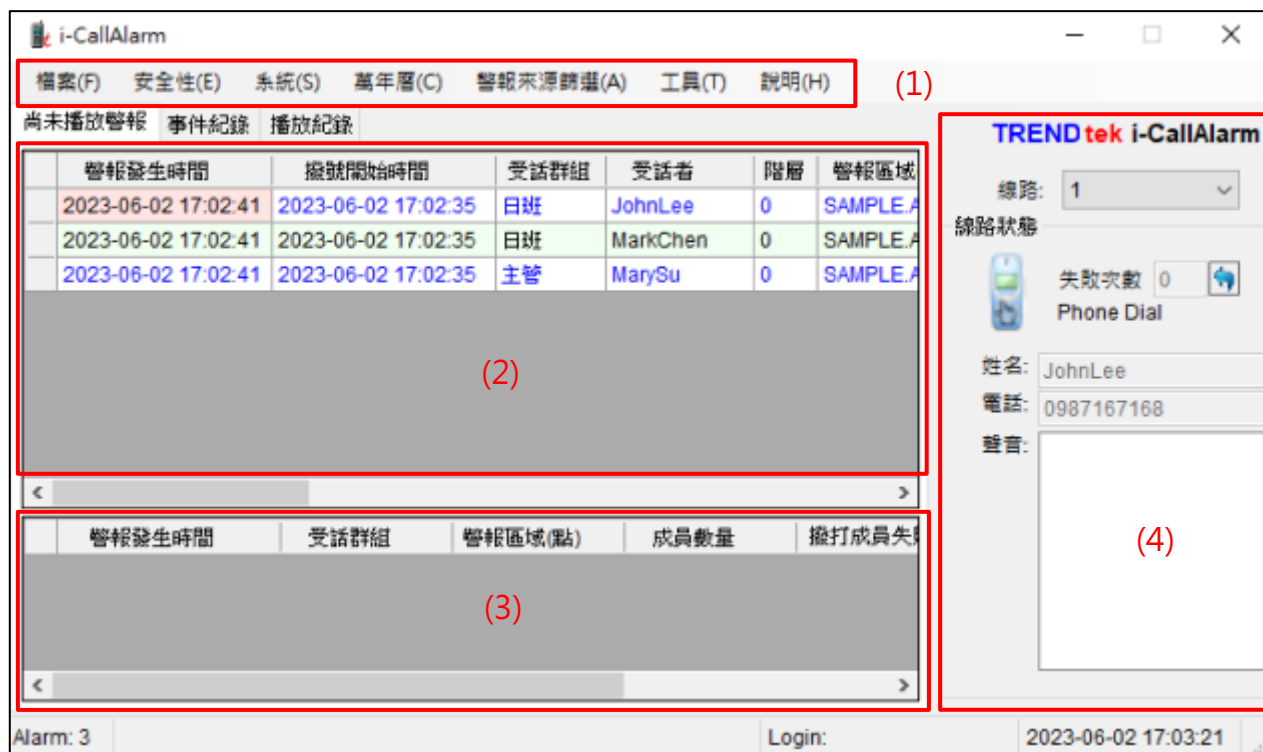 i-CallAlarm
檔案(F) 安全性(E) 系統(S) 萬年曆(C) 警報來源篩選(A) 工具(T) 說明(H) (1)
尚未播放警報 事件紀錄 播放紀錄
警報發生時間 撥號開始時間 受話群組 受話者 階層 警報區域
2023-06-02 17:02:41 2023-06-02 17:02:35 日班 JohnLee 0 SAMPLE.A
2023-06-02 17:02:41 2023-06-02 17:02:35 日班 MarkChen 0 SAMPLE.A
2023-06-02 17:02:41 2023-06-02 17:02:35 主管 MarySu 0 SAMPLE.A
(2)
警報發生時間 受話群組 警報區域(點) 成員數量 撥打成員失
(3)
TRENDtek i-CallAlarm
線路: 1
線路狀態
失敗次數 0
Phone Dial
姓名: JohnLee
電話: 0987167168
聲音:
(4)
Alarm: 3 Login: 2023-06-02 17:03:21